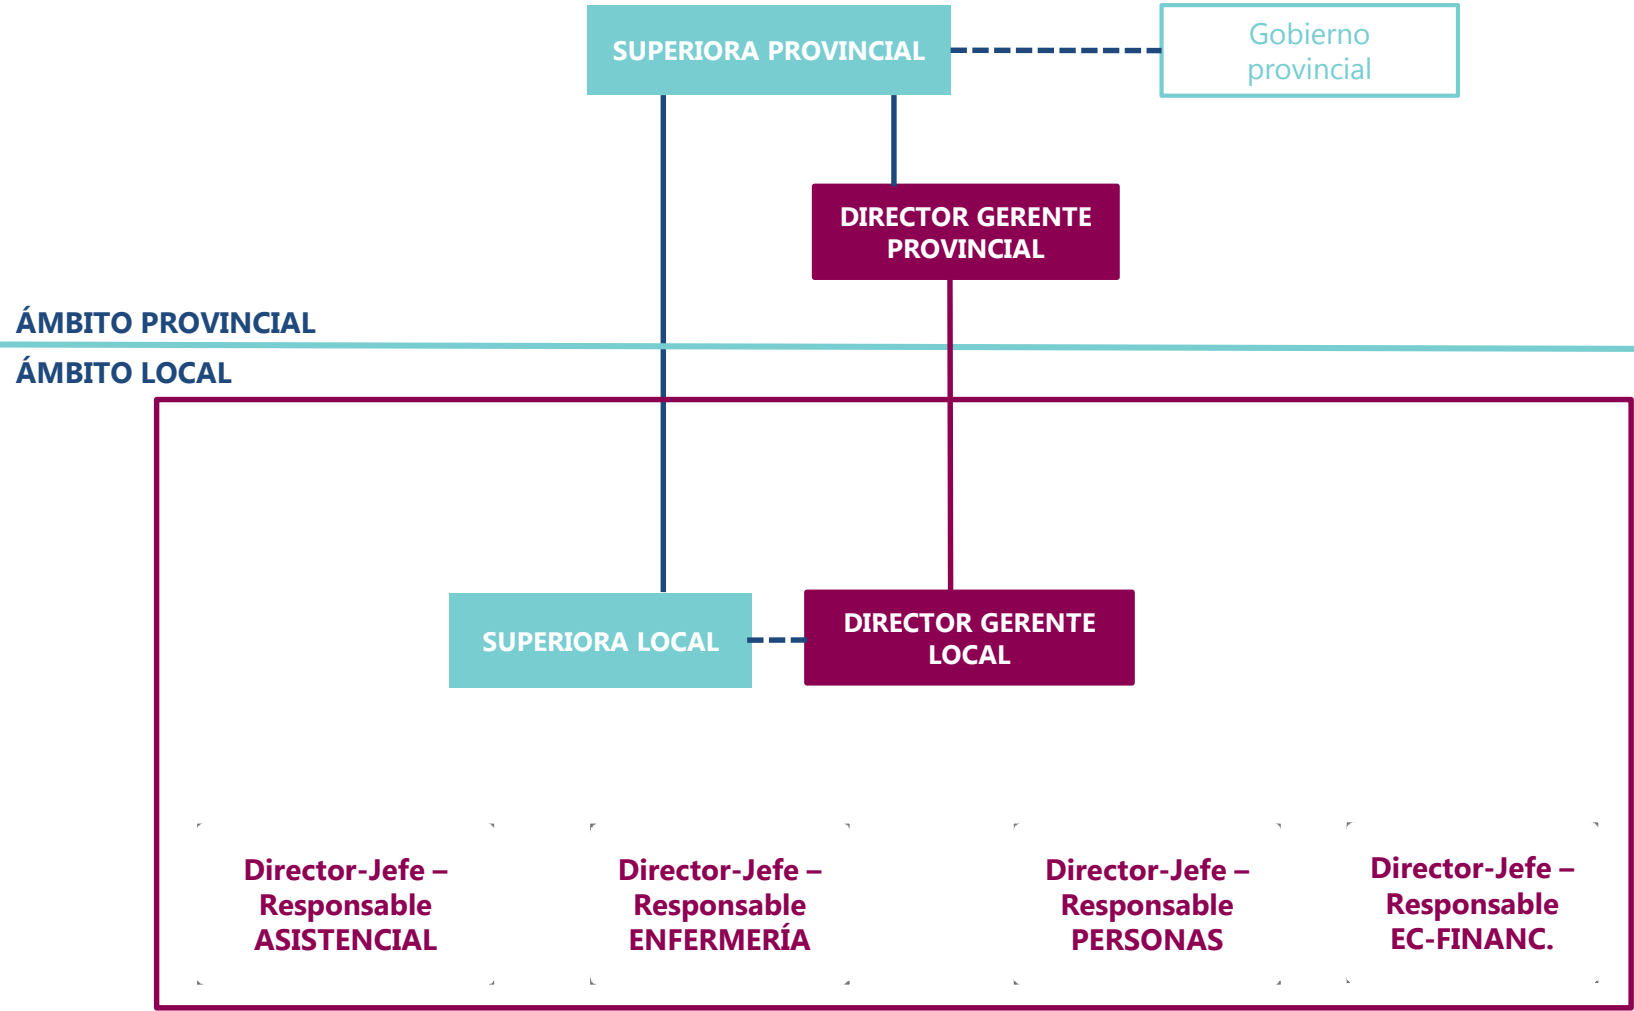 SUPERIORA PROVINCIAL
Gobierno
provincial
DIRECTOR GERENTE
PROVINCIAL
ÁMBITO PROVINCIAL
ÁMBITO LOCAL
SUPERIORA LOCAL
DIRECTOR GERENTE
LOCAL
Director-Jefe –
Responsable
ASISTENCIAL
Director-Jefe –
Responsable
ENFERMERÍA
Director-Jefe –
Responsable
PERSONAS
Director-Jefe –
Responsable
EC-FINANC.